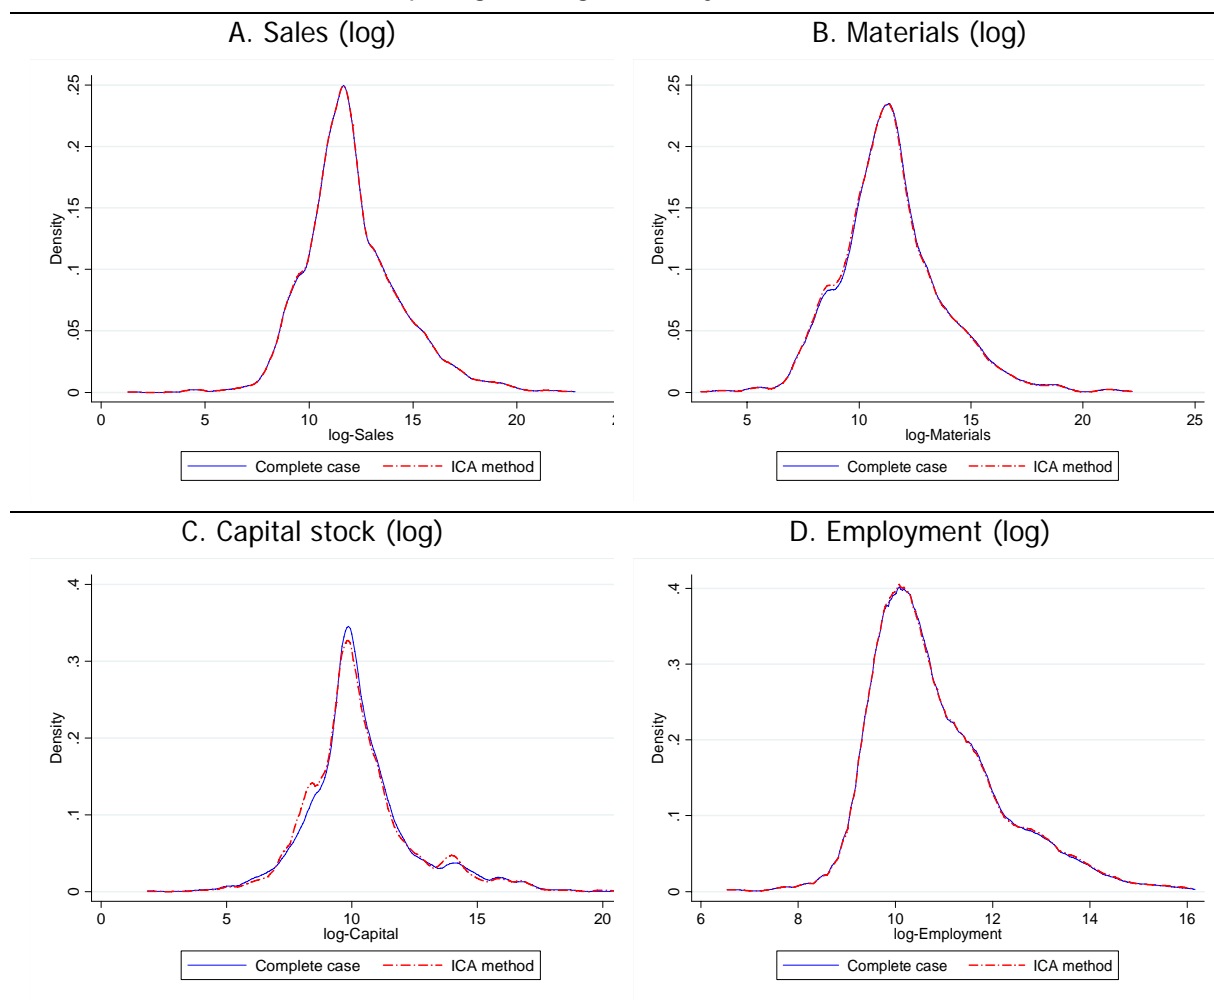 A. Sales (log)
B. Materials (log)
Density
0 .05 .1 .15 .2 .25
0 5 10 15 20
log-Sales
Complete case ICA method
Density
0 .05 .1 .15 .2 .25
5 10 15 20 25
log-Materials
Complete case ICA method
C. Capital stock (log)
D. Employment (log)
Density
0 .1 .2 .3 .4
0 5 10 15 20
log-Capital
Complete case ICA method
Density
0 .1 .2 .3 .4
6 8 10 12 14 16
log-Employment
Complete case ICA method